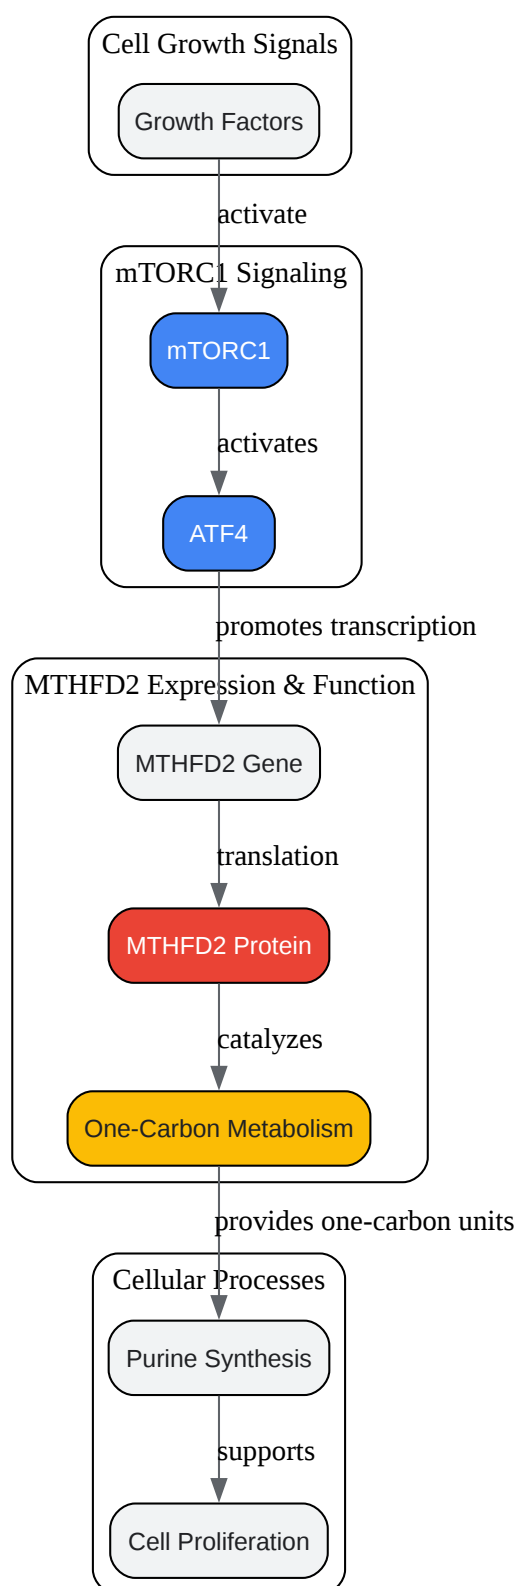 Cell Growth Signals
Growth Factors
activate
mTORC1 Signaling
mTORC1
activates
ATF4
promotes transcription
MTHFD2 Expression & Function
MTHFD2 Gene
translation
MTHFD2 Protein
catalyzes
One-Carbon Metabolism
provides one-carbon units
Cellular Processes
Purine Synthesis
supports
Cell Proliferation